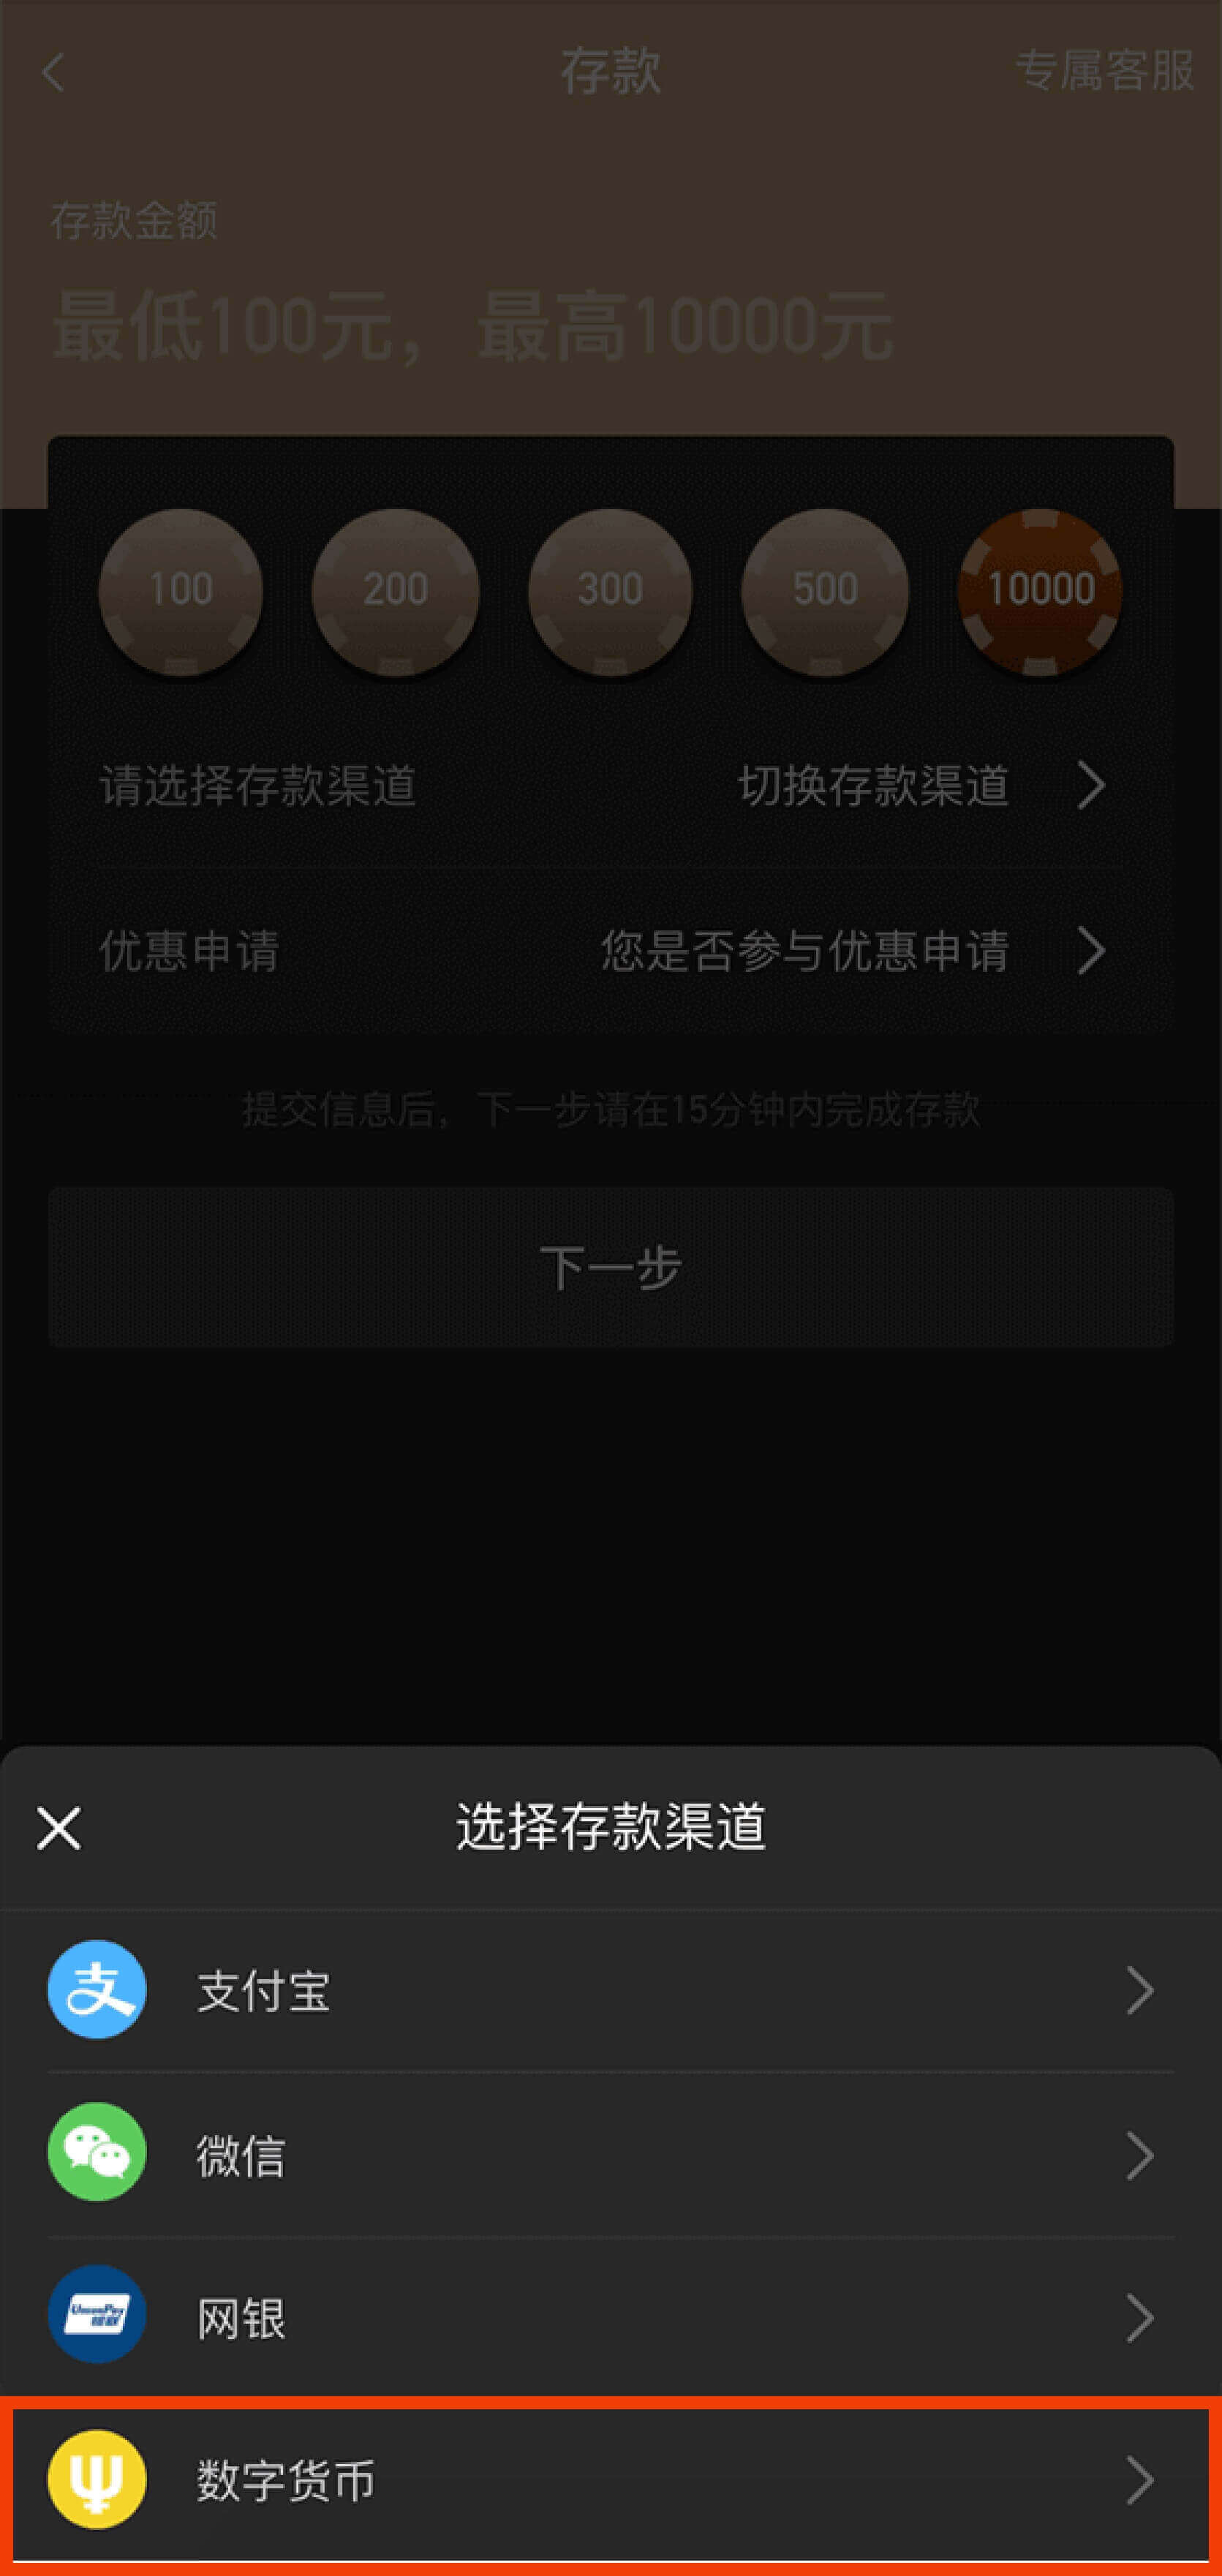 存款
专属客服
存款金额
最低100元，最高10000元
100
200
300
500
10000
请选择存款渠道
切换存款渠道
优惠申请
您是否参与优惠申请
提交信息后，下一步请在15分钟内完成存款
下一步
选择存款渠道
支
支付宝
微信
UnionPay
银联
网银
数字货币